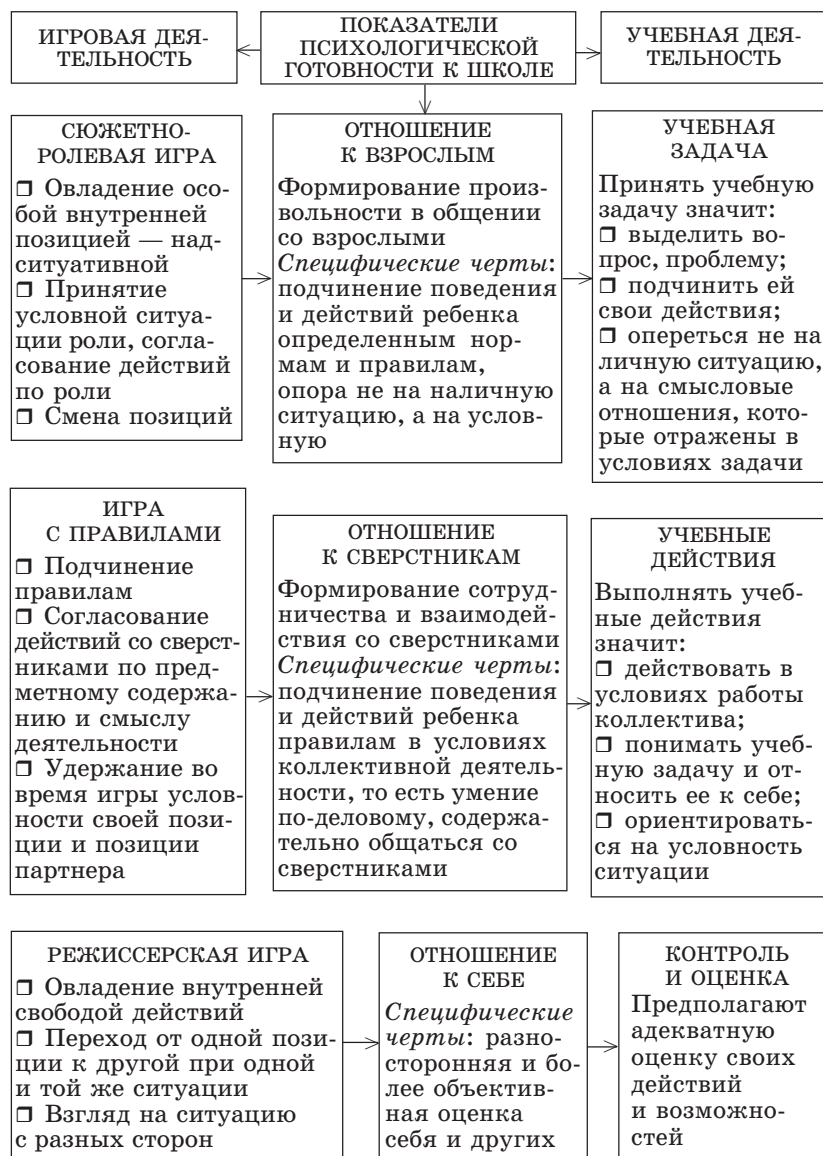 ИГРОВАЯ ДЕЯ-
ТЕЛЬНОСТЬ
ПОКАЗАТЕЛИ
ПСИХОЛОГИЧЕСКОЙ
ГОТОВНОСТИ К ШКОЛЕ
УЧЕБНАЯ ДЕЯ-
ТЕЛЬНОСТЬ
СЮЖЕТНО-
РОЛЕВАЯ ИГРА
❒ Овладение осо-
бой внутренней
позицией — над-
ситуативной
❒ Принятие
условной ситуа-
ции роли, согла-
сование действий
по роли
❒ Смена позиций
ОТНОШЕНИЕ
К ВЗРОСЛЫМ
Формирование произ-
вольности в общении
со взрослыми
Специфические черты:
подчинение поведения
и действий ребенка
определенным нор-
мам и правилам,
опора не на наличную
ситуацию, а на услов-
ную
УЧЕБНАЯ
ЗАДАЧА
Принять учебную
задачу значит:
❒ выделить во-
прос, проблему;
❒ подчинить ей
свои действия;
❒ опереться не на
личную ситуацию,
а на смысловые
отношения, кото-
рые отражены в
условиях задачи
ИГРА
С ПРАВИЛАМИ
❒ Подчинение
правилам
❒ Согласование
действий со сверст-
никами по пред-
метному содержа-
нию и смыслу
деятельности
❒ Удержание во
время игры услов-
ности своей пози-
ции и позиции
партнера
ОТНОШЕНИЕ
К СВЕРСТНИКАМ
Формирование сотруд-
ничества и взаимодей-
ствия со сверстниками
Специфические черты:
подчинение поведения
и действий ребенка
правилам в условиях
коллективной деятель-
ности, то есть умение
по-деловому, содержа-
тельно общаться со
сверстниками
УЧЕБНЫЕ
ДЕЙСТВИЯ
Выполнять учеб-
ные действия
значит:
❒ действовать в
условиях работы
коллектива;
❒ понимать учеб-
ную задачу и от-
носить ее к себе;
❒ ориентировать-
ся на условность
ситуации
РЕЖИССЕРСКАЯ ИГРА
❒ Овладение внутренней
свободой действий
❒ Переход от одной пози-
ции к другой при одной
и той же ситуации
❒ Взгляд на ситуацию
с разных сторон
ОТНОШЕНИЕ
К СЕБЕ
Специфические
черты: разно-
сторонняя и бо-
лее объектив-
ная оценка
себя и других
КОНТРОЛЬ
И ОЦЕНКА
Предполагают
адекватную
оценку своих
действий
и возможно-
стей